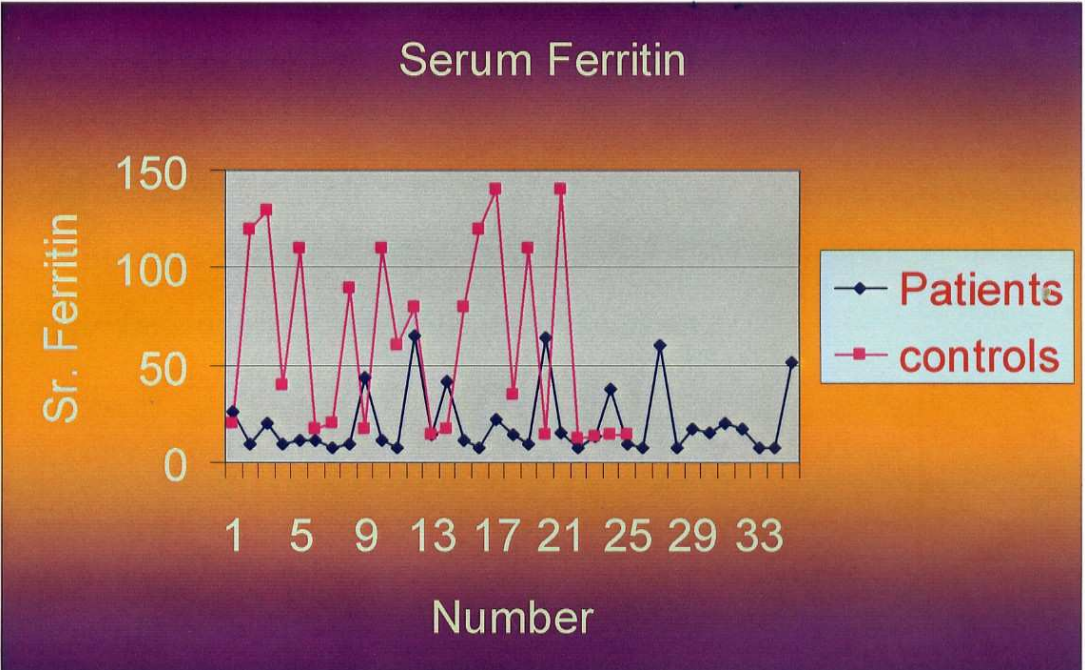 Serum Ferritin
150
100
50
0
Sr. Ferritin
1 5 9 13 17 21 25 29 33
Number
Patients
controls